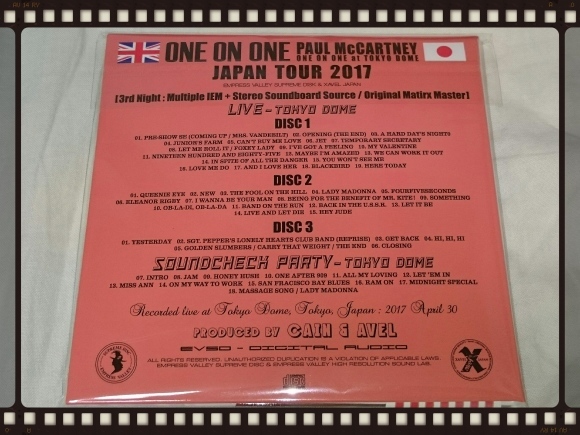 ONE ON ONE PAUL McCARTNEY
ONE ON ONE at TOKYO DOME
JAPAN TOUR 2017
EMPRESS VALLEY SUPREME DISK & XAVEL JAPAN
[3rd Night : Multiple IEM + Stereo Soundboard Source / Original Matirx Master]
LIVE - TOKYO DOME
DISC 1
01. PRE-SHOW SE (COMING UP / MRS. VANDEBILT) 02. OPENING (THE END) 03. A HARD DAY'S NIGHTS
04. JUNIOR'S FARM 05. CAN'T BUY ME LOVE 06. JET 07. TEMPORARY SECRETARY
08. LET ME ROLL IT / FOXEY LADY 09. I'VE GOT A FEELING 10. MY VALENTINE
11. NINETEEN HUNDRED AND EIGHTY-FIVE 12. MAYBE I'M AMAZED 13. WE CAN WORK IT OUT
14. IN SPITE OF ALL THE DANGER 15. YOU WON'T SEE ME
16. LOVE ME DO 17. AND I LOVE HER 18. BLACKBIRD 19. HERE TODAY
DISC 2
01. QUEENIE EYE 02. NEW 03. THE FOOL ON THE HILL 04. LADY MADONNA 05. FOURFIVESECONDS
06. ELEANOR RIGBY 07. I WANNA BE YOUR MAN 08. BEING FOR THE BENEFIT OF MR. KITE! 09. SOMETHING
10. OB-LA-DI, OB-LA-DA 11. BAND ON THE RUN 12. BACK IN THE U.S.S.R. 13. LET IT BE
14. LIVE AND LET DIE 15. HEY JUDE
DISC 3
01. YESTERDAY 02. SGT. PEPPER'S LONELY HEARTS CLUB BAND (REPRISE) 03. GET BACK 04. HI, HI, HI
05. GOLDEN SLUMBERS / CARRY THAT WEIGHT / THE END 06. CLOSING
SOUNDCHECK PARTY - TOKYO DOME
07. INTRO 08. JAM 09. HONEY HUSH 10. ONE AFTER 909 11. ALL MY LOVING 12. LET 'EM IN
13. MISS ANN 14. ON MY WAY TO WORK 15. SAN FRACISCO BAY BLUES 16. RAM ON 17. MIDNIGHT SPECIAL
18. MASSAGE SONG / LADY MADONNA
Recorded live at Tokyo Dome, Tokyo, Japan : 2017 April 30
PRODUCED BY CAIN & AVEL
EVSD - DIGITAL AUDIO
ALL RIGHTS RESERVED. UNAUTHORIZED DUPLICATION IS A VIOLATION OF APPLICABLE LAWS.
EMPRESS VALLEY SUPREME DISC & EMPRESS VALLEY HIGH RESOLUTION SOUND LAB.